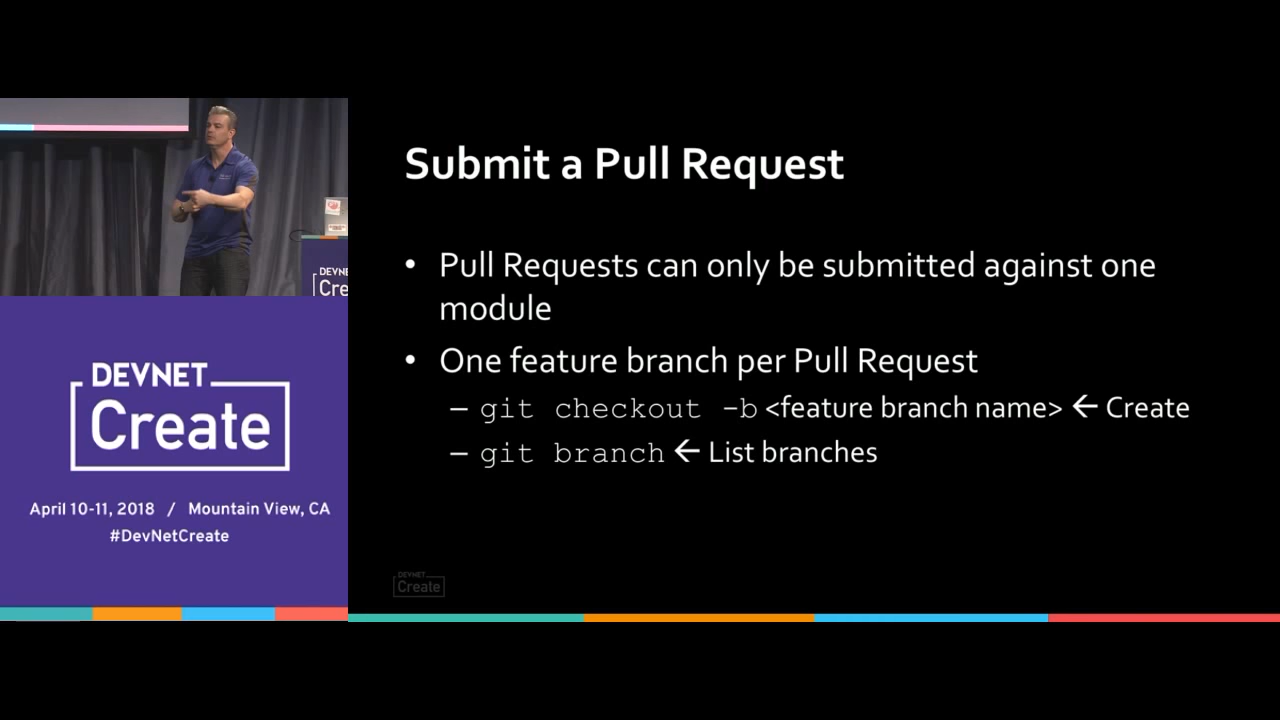 Submit a Pull Request
• Pull Requests can only be submitted against one
module
• One feature branch per Pull Request
– git checkout -b <feature branch name> ← Create
– git branch ← List branches
DEVNET
Create
DEVNE
Cre
DEVNET
Create
April 10-11, 2018 / Mountain View, CA
#DevNetCreate